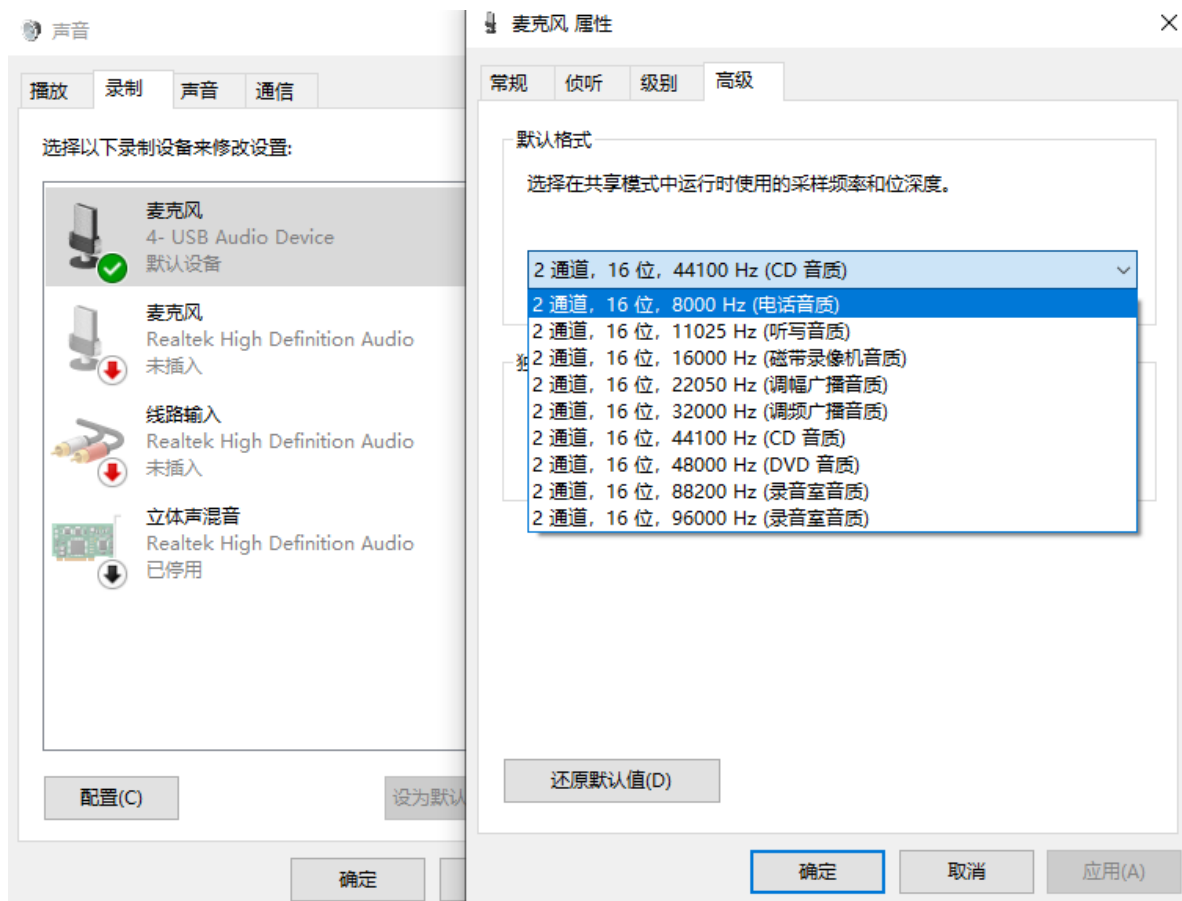 声音
播放
录制
声音
通信
选择以下录制设备来修改设置:
麦克风
4- USB Audio Device
默认设备
麦克风
Realtek High Definition Audio
未插入
线路输入
Realtek High Definition Audio
未插入
立体声混音
Realtek High Definition Audio
已停用
配置(C)
设为默认
确定
麦克风 属性
常规
侦听
级别
高级
默认格式
选择在共享模式中运行时使用的采样频率和位深度。
2 通道，16 位，44100 Hz (CD 音质)
2 通道，16 位，8000 Hz (电话音质)
2 通道，16 位，11025 Hz (听写音质)
2 通道，16 位，16000 Hz (磁带录像机音质)
2 通道，16 位，22050 Hz (调幅广播音质)
2 通道，16 位，32000 Hz (调频广播音质)
2 通道，16 位，44100 Hz (CD 音质)
2 通道，16 位，48000 Hz (DVD 音质)
2 通道，16 位，88200 Hz (录音室音质)
2 通道，16 位，96000 Hz (录音室音质)
还原默认值(D)
确定
取消
应用(A)